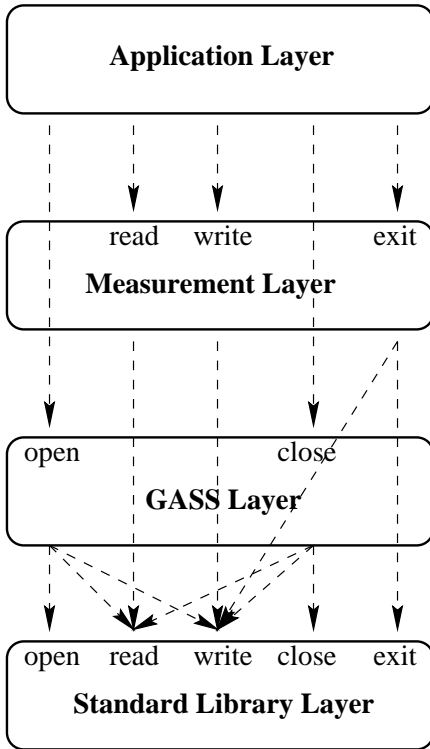 Application Layer
read write exit
Measurement Layer
open close
GASS Layer
open read write close exit
Standard Library Layer